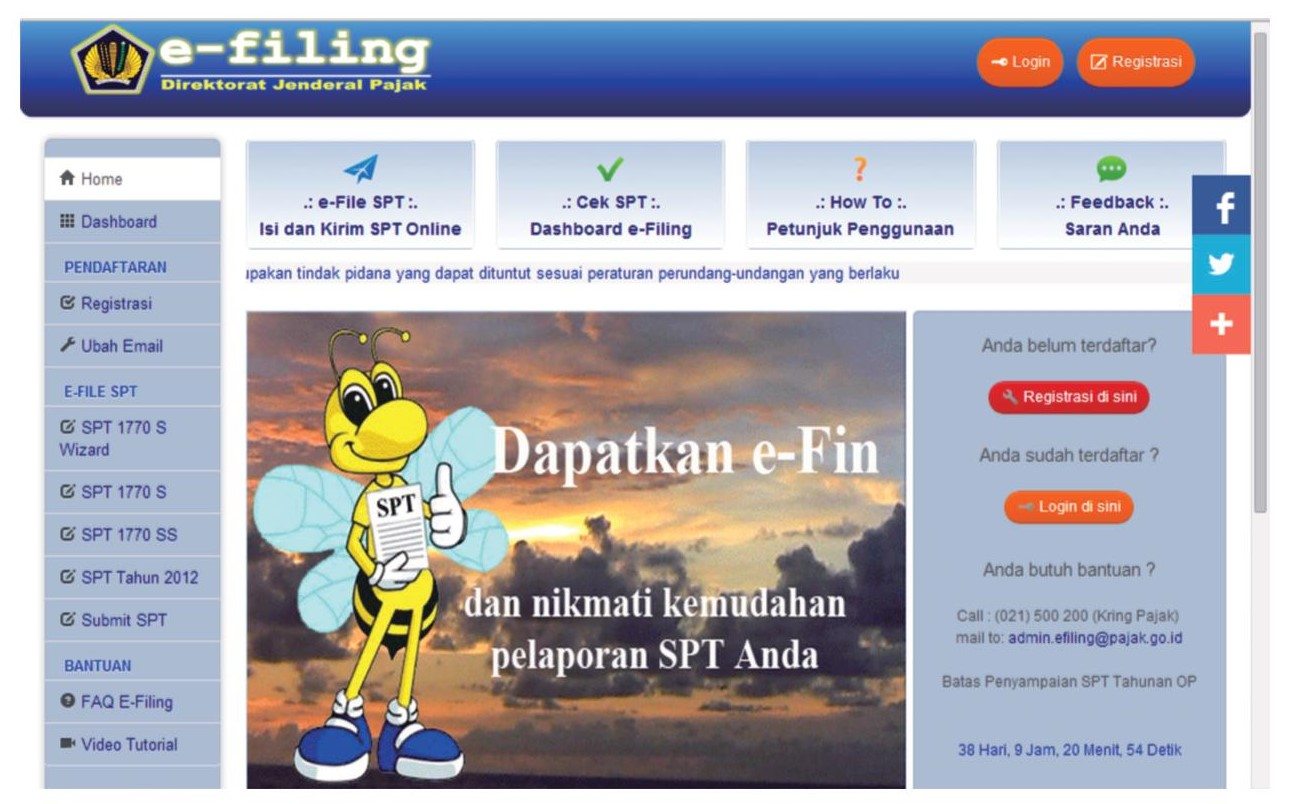 e-filing
Direktorat Jenderal Pajak
Login
Registrasi
Home
Dashboard
PENDAFTARAN
Registrasi
Ubah Email
E-FILE SPT
SPT 1770 S
Wizard
SPT 1770 S
SPT 1770 SS
SPT Tahun 2012
Submit SPT
BANTUAN
FAQ E-Filing
Video Tutorial
.: e-File SPT :.
Isi dan Kirim SPT Online
.: Cek SPT :.
Dashboard e-Filing
?
.: How To :.
Petunjuk Penggunaan
.: Feedback :.
Saran Anda
upakan tindak pidana yang dapat dituntut sesuai peraturan perundang-undangan yang berlaku
SPT
Dapatkan e-Fin
dan nikmati kemudahan
pelaporan SPT Anda
Anda belum terdaftar?
Registrasi di sini
Anda sudah terdaftar ?
Login di sini
Anda butuh bantuan ?
Call : (021) 500 200 (Kring Pajak)
mail to: admin.efiling@pajak.go.id
Batas Penyampaian SPT Tahunan OP
38 Hari, 9 Jam, 20 Menit, 54 Detik
f
+